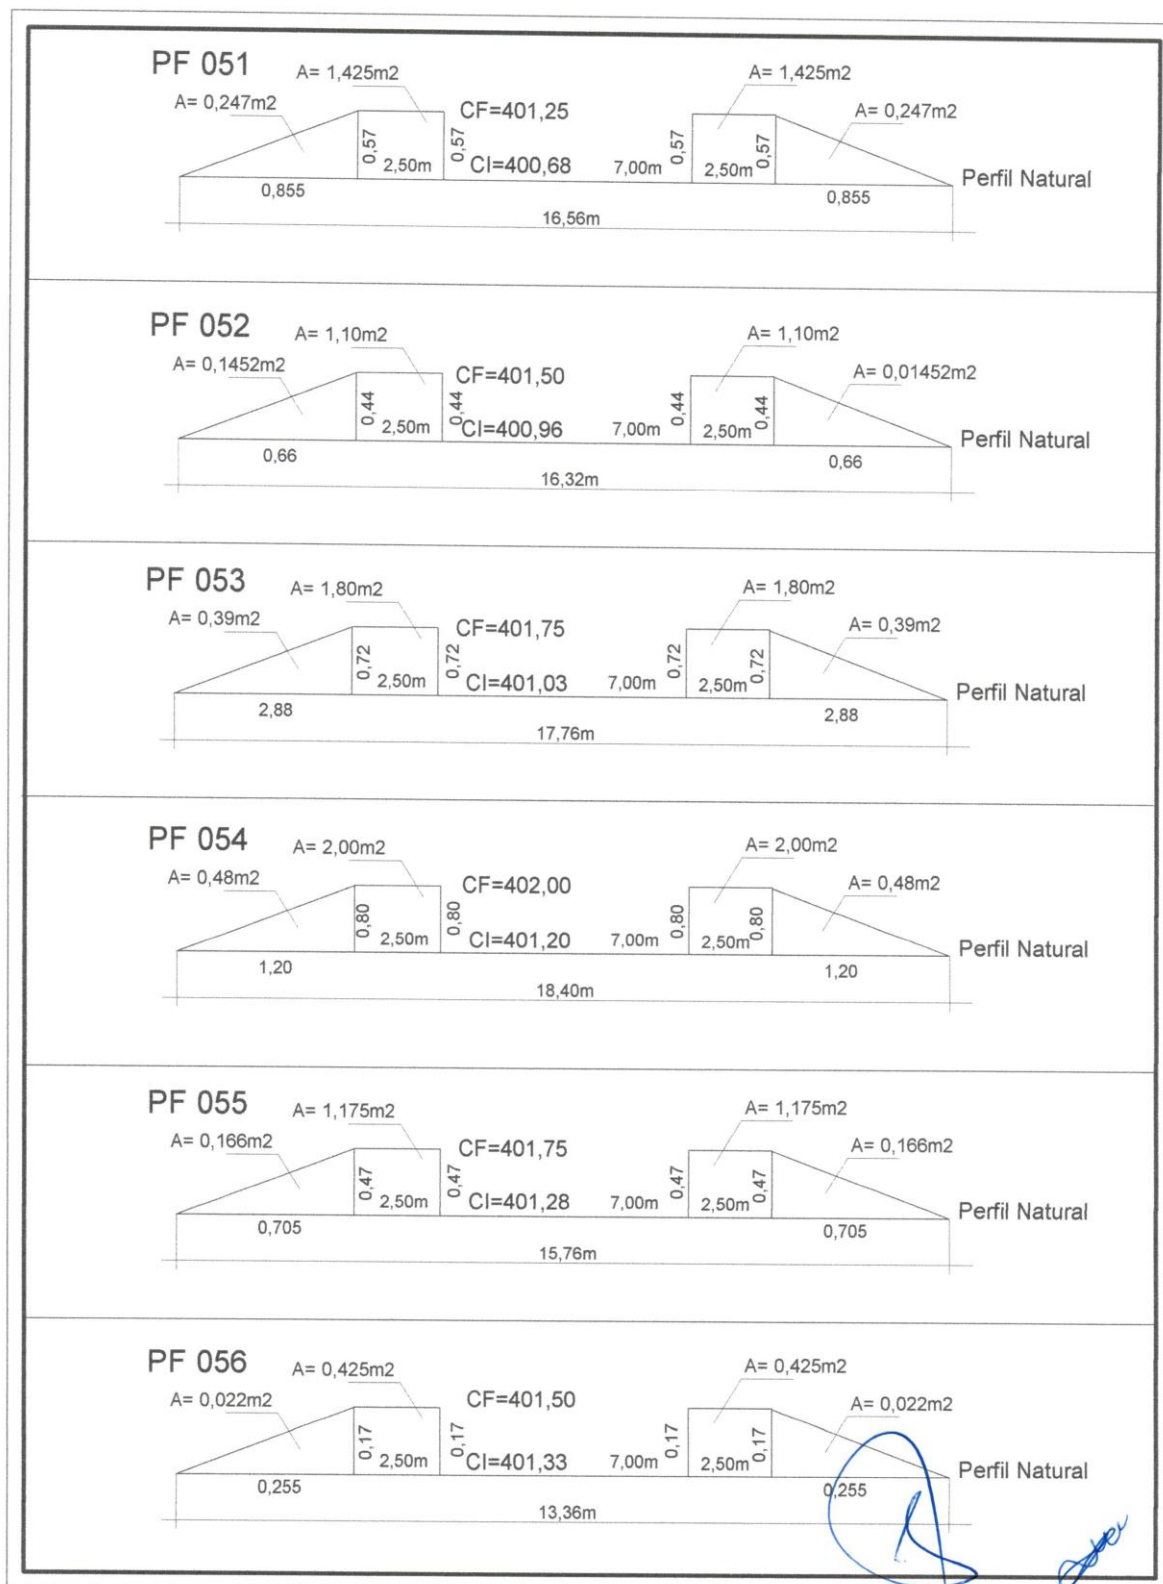 PF 051
A= 1,425m2
A= 1,425m2
A= 0,247m2
A= 0,247m2
CF=401,25
0,57
0,57
0,57
0,57
2,50m
CI=400,68
7,00m
2,50m
Perfil Natural
0,855
0,855
16,56m
PF 052
A= 1,10m2
A= 1,10m2
A= 0,1452m2
A= 0,01452m2
CF=401,50
0,44
0,44
0,44
0,44
2,50m
CI=400,96
7,00m
2,50m
Perfil Natural
0,66
0,66
16,32m
PF 053
A= 1,80m2
A= 1,80m2
A= 0,39m2
A= 0,39m2
CF=401,75
0,72
0,72
0,72
0,72
2,50m
CI=401,03
7,00m
2,50m
Perfil Natural
2,88
2,88
17,76m
PF 054
A= 2,00m2
A= 2,00m2
A= 0,48m2
A= 0,48m2
CF=402,00
0,80
0,80
0,80
0,80
2,50m
CI=401,20
7,00m
2,50m
Perfil Natural
1,20
1,20
18,40m
PF 055
A= 1,175m2
A= 1,175m2
A= 0,166m2
A= 0,166m2
CF=401,75
0,47
0,47
0,47
0,47
2,50m
CI=401,28
7,00m
2,50m
Perfil Natural
0,705
0,705
15,76m
PF 056
A= 0,425m2
A= 0,425m2
A= 0,022m2
A= 0,022m2
CF=401,50
0,17
0,17
0,17
0,17
2,50m
CI=401,33
7,00m
2,50m
Perfil Natural
0,255
0,255
13,36m